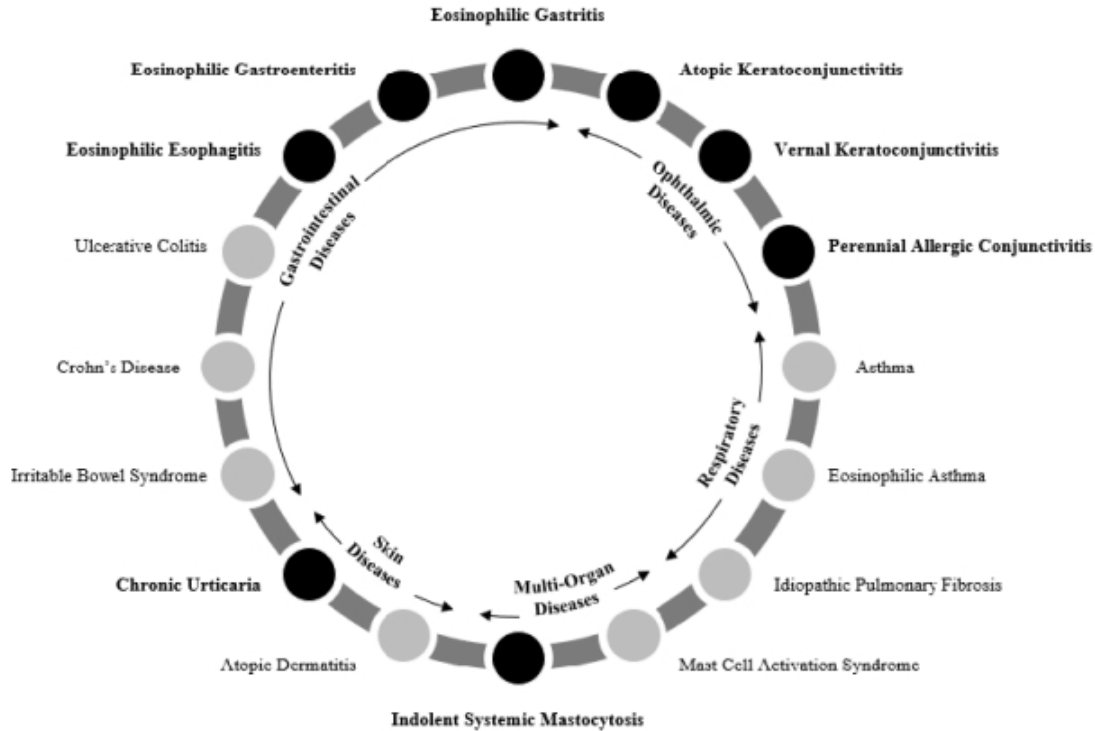 Eosinophilic Gastritis
Eosinophilic Gastroenteritis
Atopic Keratoconjunctivitis
Eosinophilic Esophagitis
Vernal Keratoconjunctivitis
Ulcerative Colitis
Perennial Allergic Conjunctivitis
Crohn's Disease
Asthma
Irritable Bowel Syndrome
Eosinophilic Asthma
Chronic Urticaria
Idiopathic Pulmonary Fibrosis
Atopic Dermatitis
Mast Cell Activation Syndrome
Indolent Systemic Mastocytosis
Gastrointestinal
Diseases
Ophthalmic
Diseases
Respiratory
Diseases
Multi-Organ
Diseases
Skin
Diseases